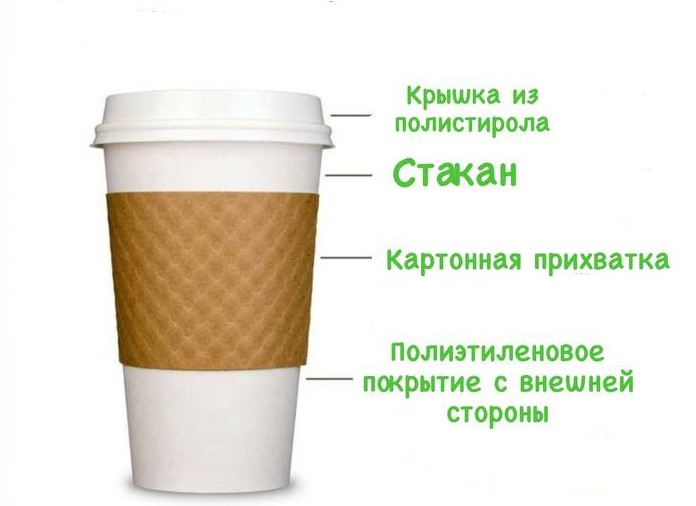 Крышка из
полистирола
Стакан
Картонная прихватка
Полиэтиленовое
покрытие с внешней
стороны